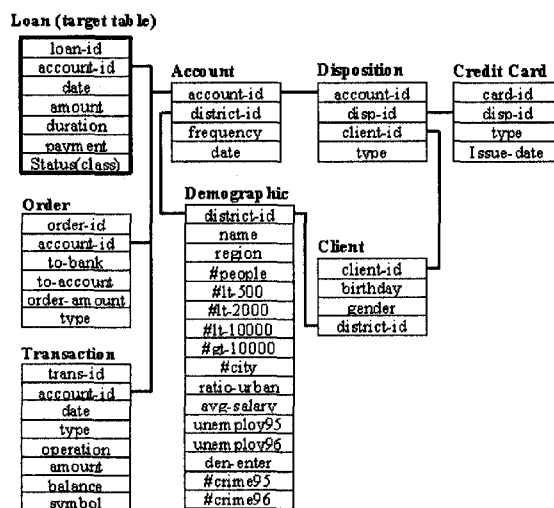 Loan (target table)
loan-id
account-id
date
amount
duration
payment
Status(class)
Account
account-id
district-id
frequency
date
Disposition
account-id
disp-id
client-id
type
Credit Card
card-id
disp-id
type
Issue-date
Order
order-id
account-id
to-bank
to-account
order-amount
type
Demographic
district-id
name
region
#people
#lt-500
#lt-2000
#lt-10000
#gt-10000
#city
ratio-urban
avg-salary
unemploy95
unemploy96
den-enter
#crime95
#crime96
Client
client-id
birthday
gender
district-id
Transaction
trans-id
account-id
date
type
operation
amount
balance
symbol